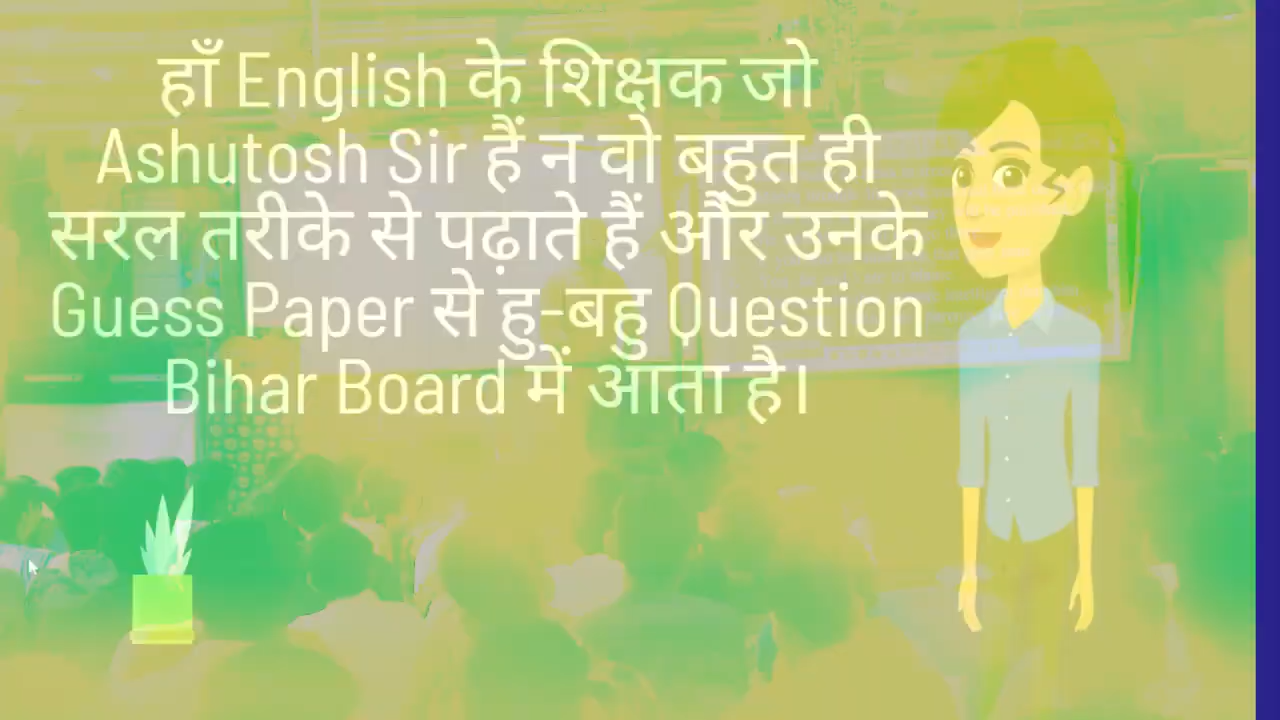 हाँ English के शिक्षक जो
Ashutosh Sir हैं न वो बहुत ही
सरल तरीके से पढ़ाते हैं और उनके
Guess Paper से हु-बहु Question
Bihar Board में आता है।